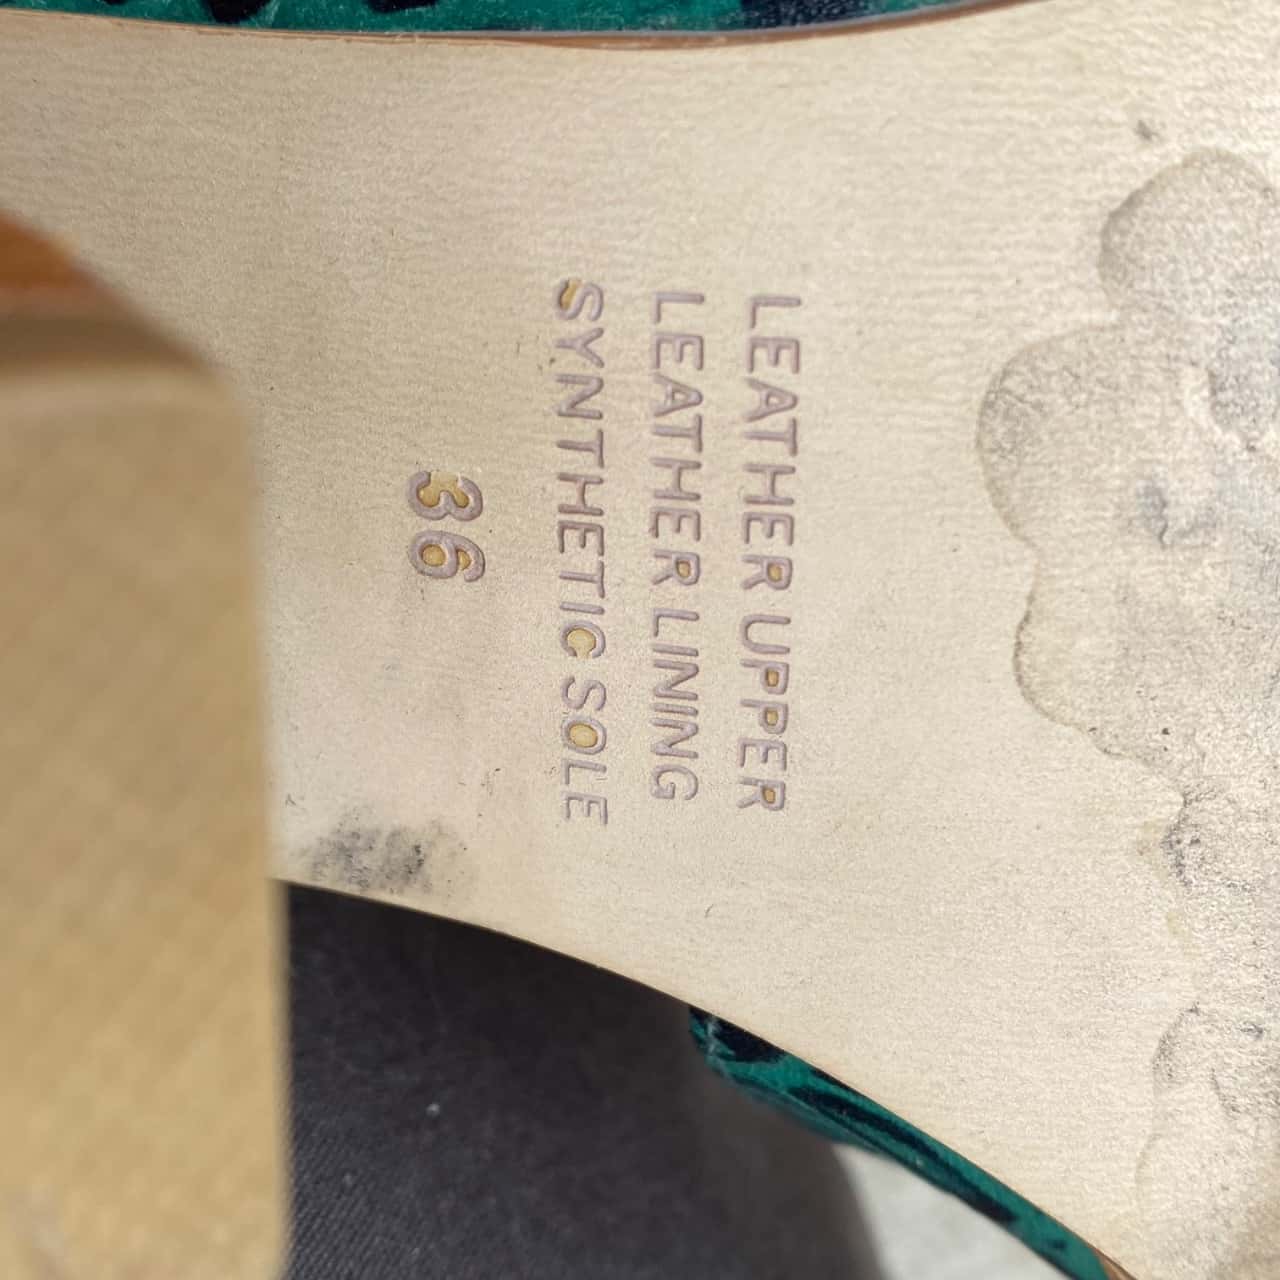 LEATHER UPPER
LEATHER LINING
SYNTHETIC SOLE
36